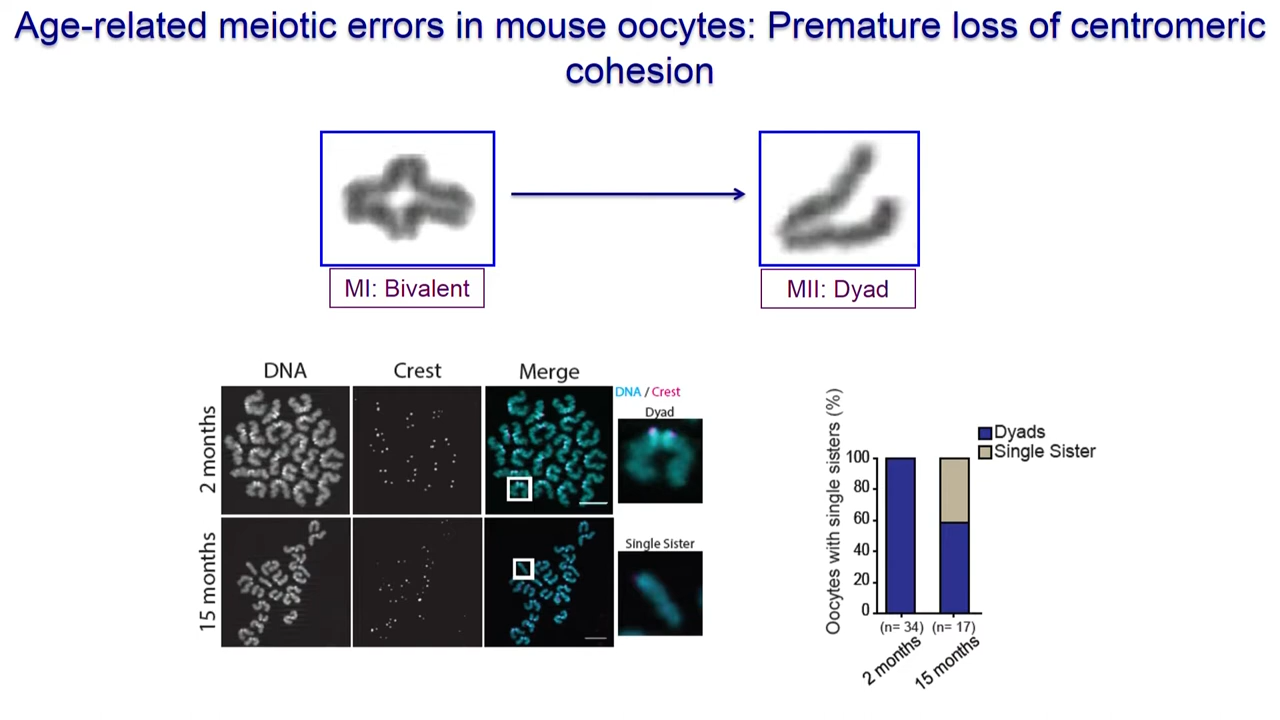 Age-related meiotic errors in mouse oocytes: Premature loss of centromeric
cohesion
MI: Bivalent
MII: Dyad
DNA
Crest
Merge
2 months
15 months
DNA / Crest
Dyad
Single Sister
Oocytes with single sisters (%)
100
80
60
40
20
0
Dyads
Single Sister
(n= 34)
(n= 17)
2 months
15 months